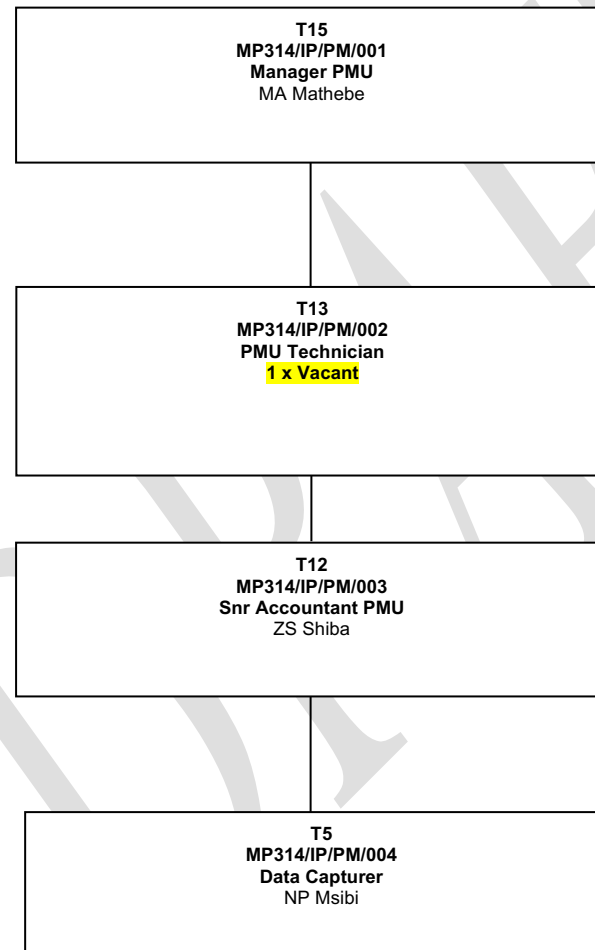 T15
MP314/IP/PM/001
Manager PMU
MA Mathebe
T13
MP314/IP/PM/002
PMU Technician
1 x Vacant
T12
MP314/IP/PM/003
Snr Accountant PMU
ZS Shiba
T5
MP314/IP/PM/004
Data Capturer
NP Msibi